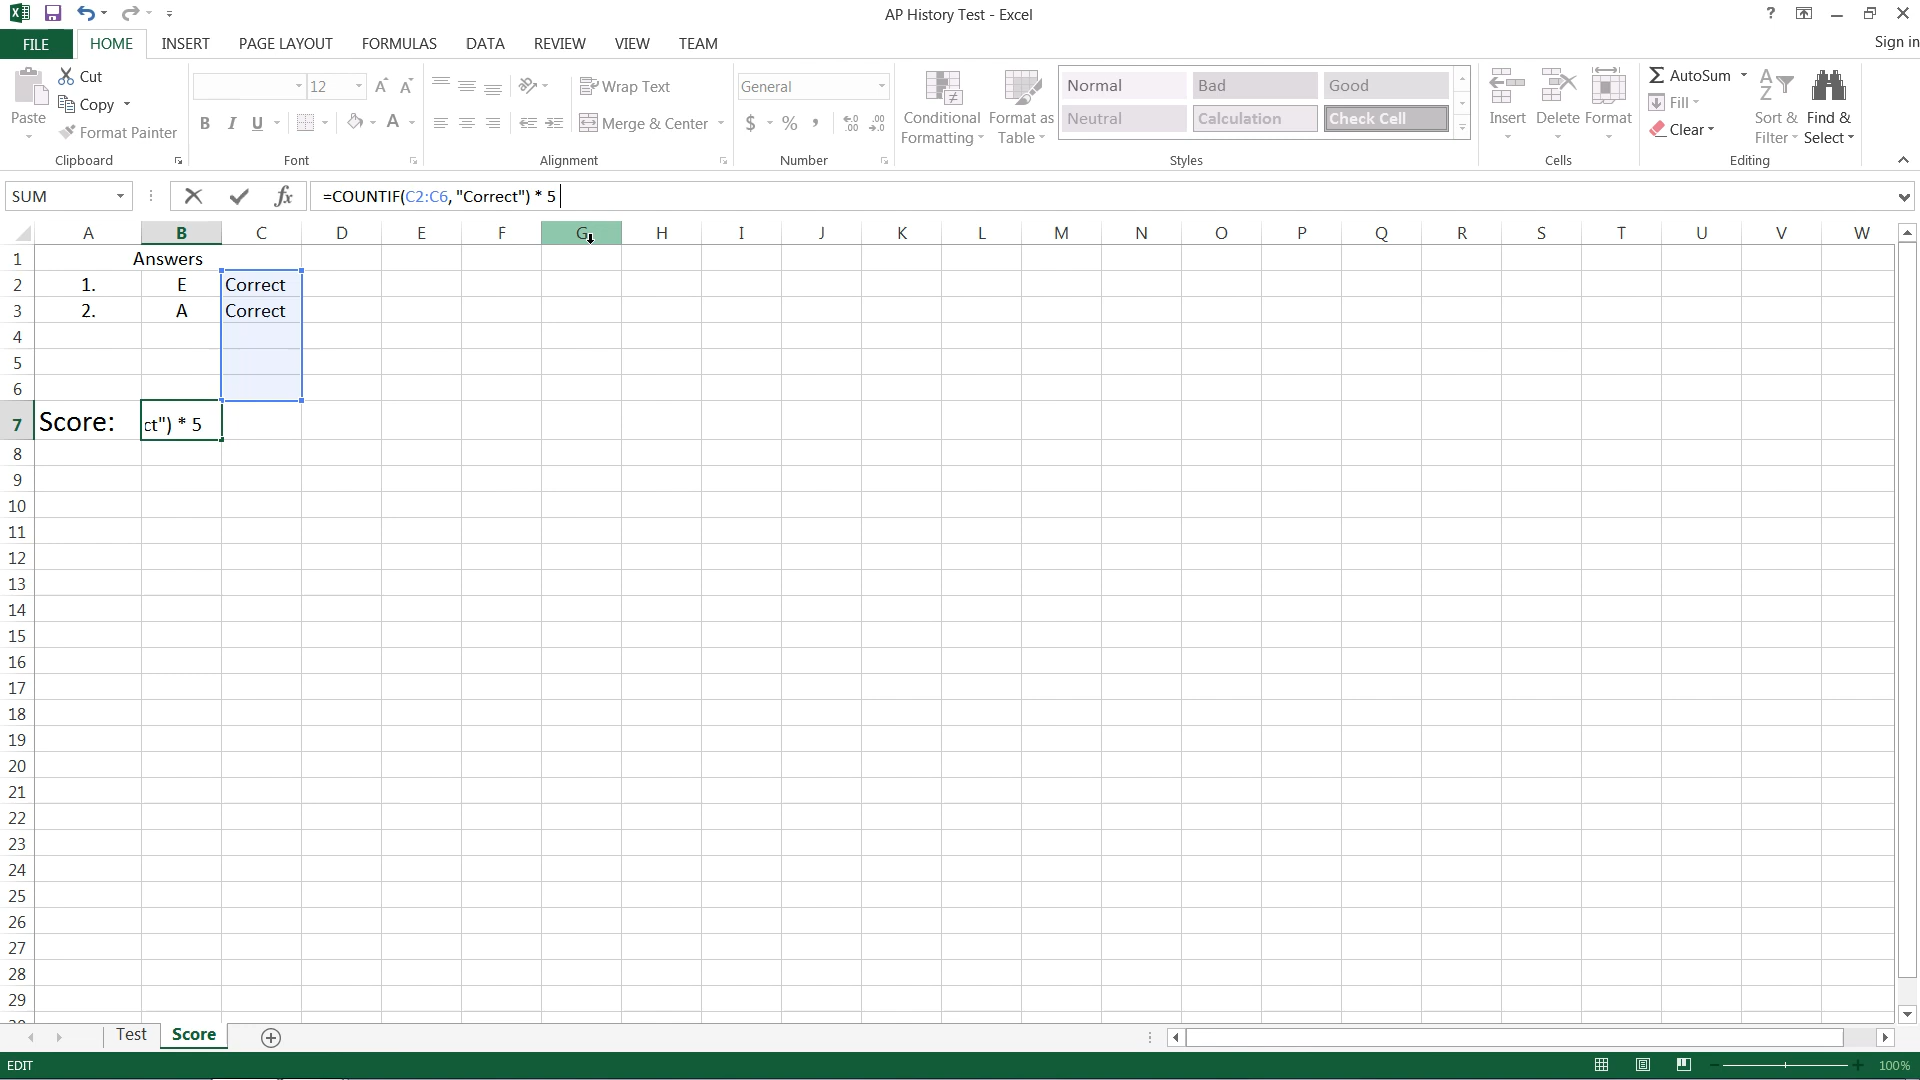 AP History Test - Excel
?
Sign in
FILE HOME INSERT PAGE LAYOUT FORMULAS DATA REVIEW VIEW TEAM
Paste
Cut
Copy
Format Painter
Clipboard
12
A A
B I U A
Font
Wrap Text
Merge & Center
Alignment
General
$ % ,
Number
Conditional
Formatting
Format as
Table
Normal Bad Good
Neutral Calculation Check Cell
Styles
Insert Delete Format
Cells
AutoSum
Fill
Clear
Sort &
Filter
Find &
Select
Editing
SUM
fx
=COUNTIF(C2:C6, "Correct") * 5
A B C D E F G H I J K L M N O P Q R S T U V W
1 Answers
2 1. E Correct
3 2. A Correct
4
5
6
7 Score: ct") * 5
8
9
10
11
12
13
14
15
16
17
18
19
20
21
22
23
24
25
26
27
28
29
Test Score
EDIT
100%